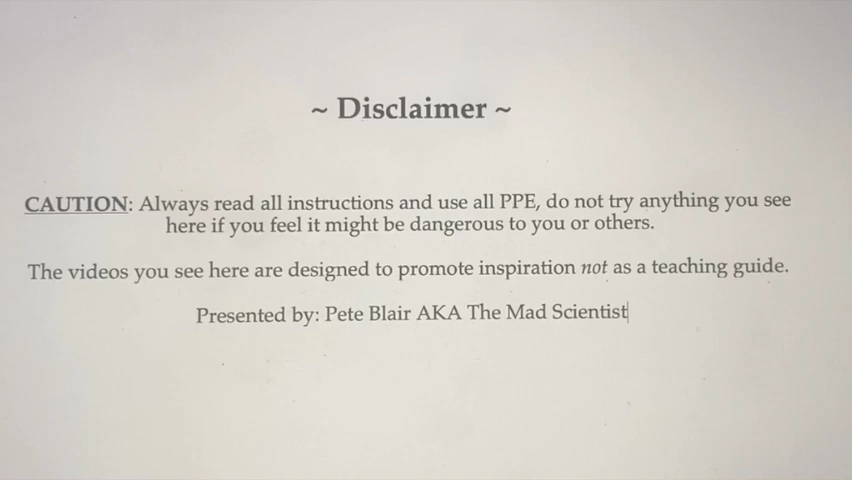 ~ Disclaimer ~
CAUTION: Always read all instructions and use all PPE, do not try anything you see
here if you feel it might be dangerous to you or others.
The videos you see here are designed to promote inspiration not as a teaching guide.
Presented by: Pete Blair AKA The Mad Scientist